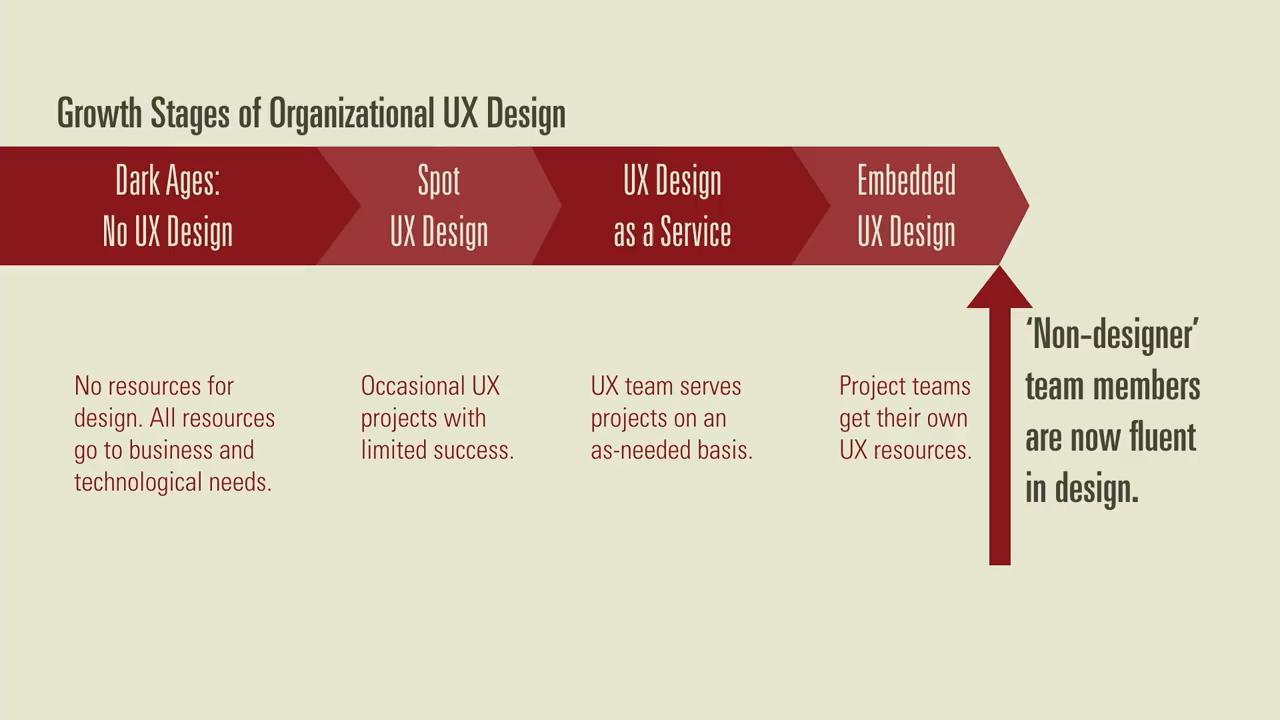 Growth Stages of Organizational UX Design
Dark Ages:
No UX Design
Spot
UX Design
UX Design
as a Service
Embedded
UX Design
No resources for
design. All resources
go to business and
technological needs.
Occasional UX
projects with
limited success.
UX team serves
projects on an
as-needed basis.
Project teams
get their own
UX resources.
‘Non-designer’
team members
are now fluent
in design.